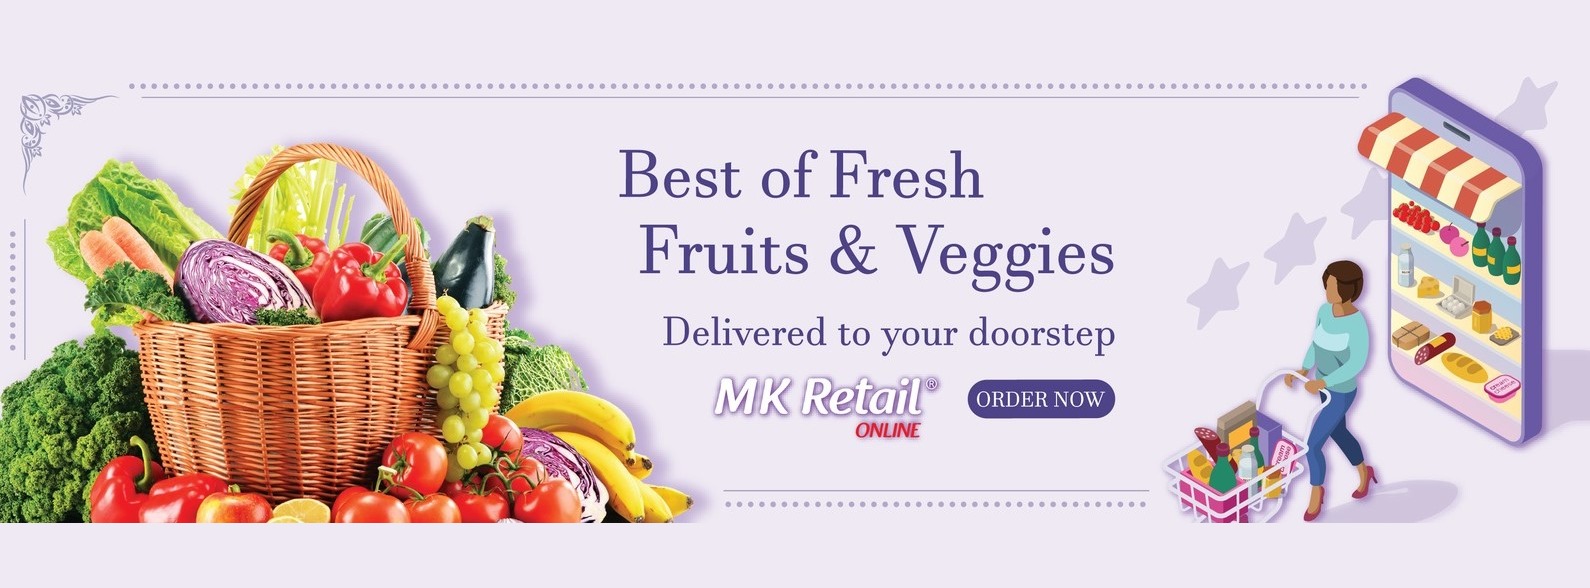 Best of Fresh
Fruits & Veggies
Delivered to your doorstep
MK Retail®
ONLINE
ORDER NOW